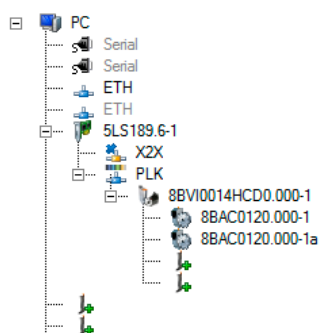 PC
Serial
Serial
ETH
ETH
5LS189.6-1
X2X
PLK
8BVI0014HCD0.000-1
8BAC0120.000-1
8BAC0120.000-1a